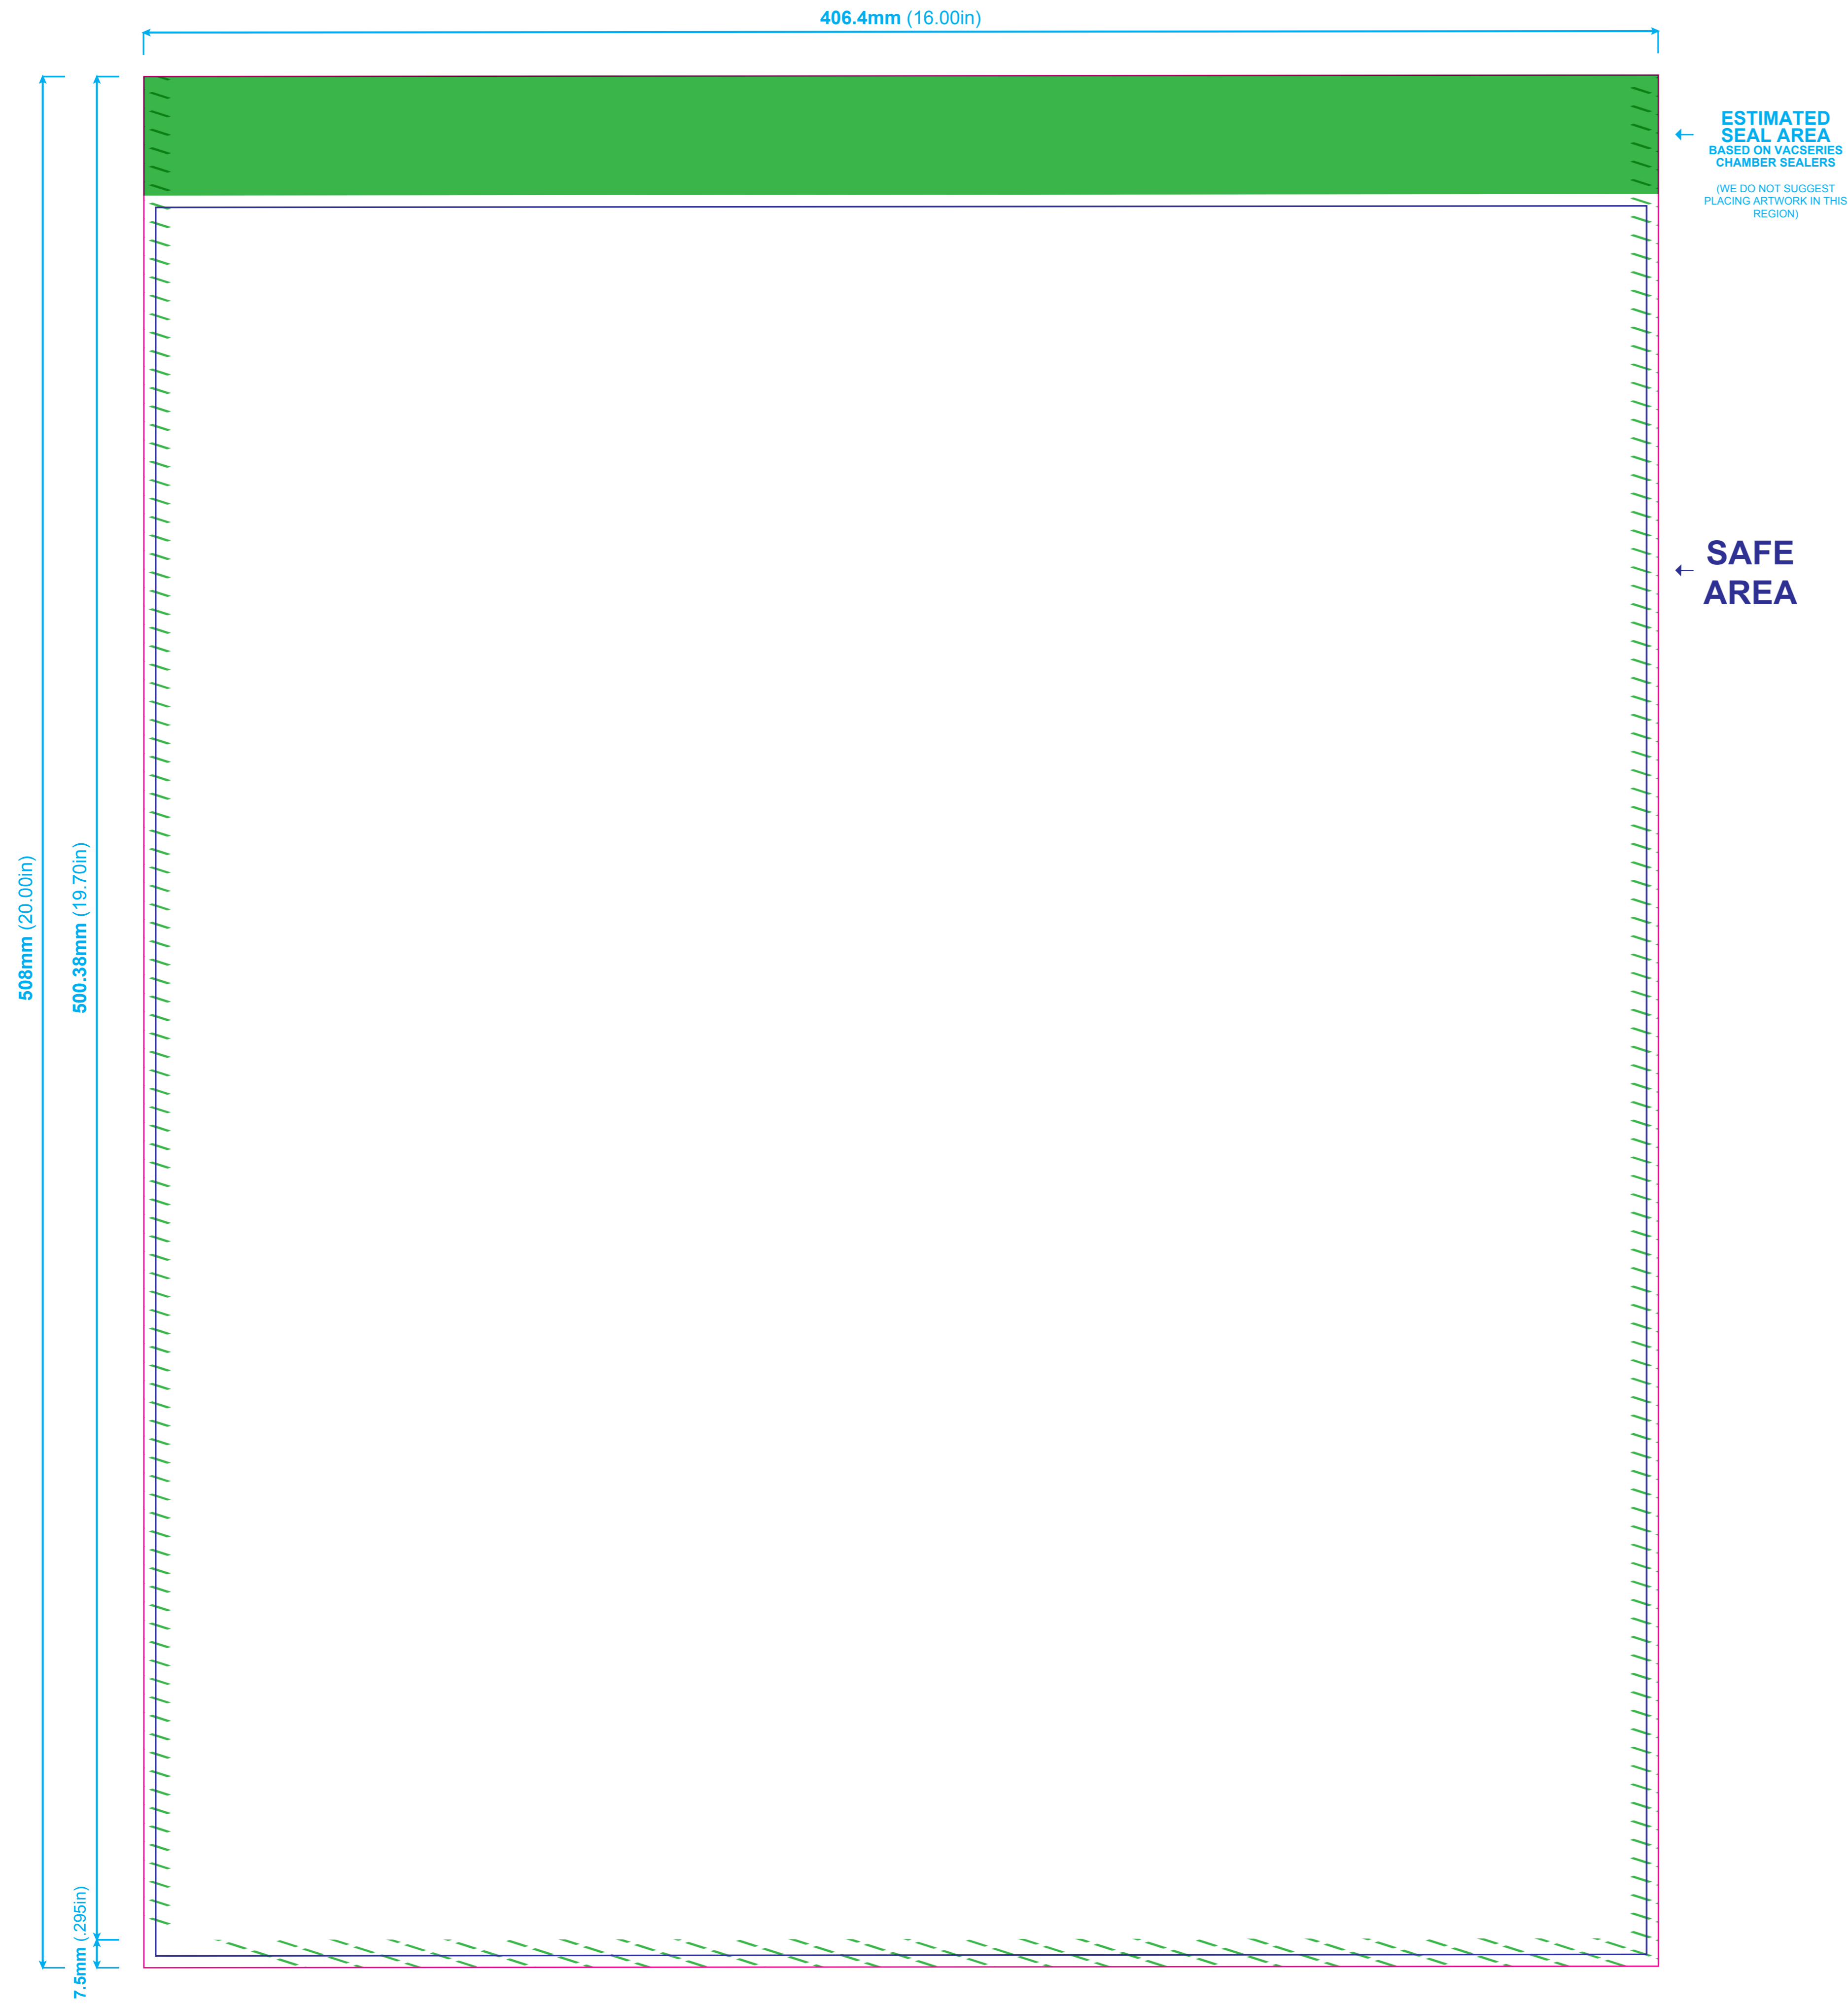 406.4mm (16.00in)
ESTIMATED
SEAL AREA
BASED ON VACSERIES
CHAMBER SEALERS
(WE DO NOT SUGGEST
PLACING ARTWORK IN THIS
REGION)
SAFE
AREA
508mm (20.00in)
500.38mm (19.70in)
7.5mm (.295in)